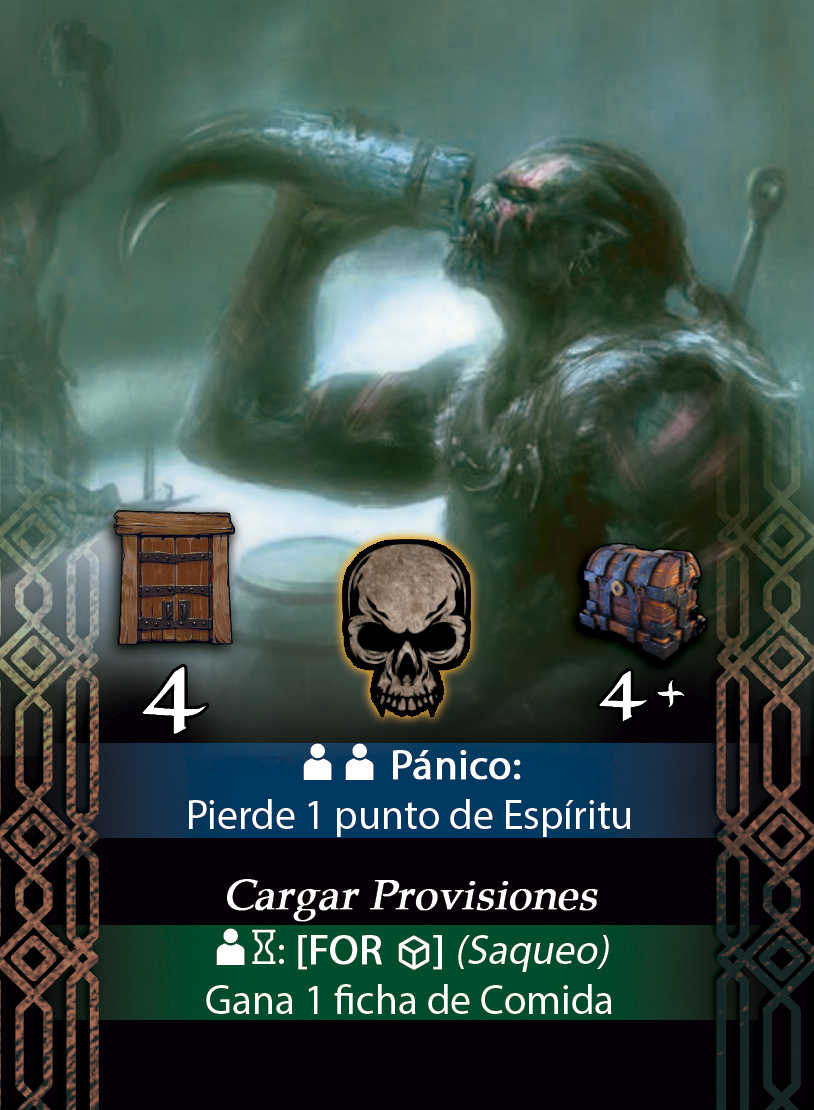 4
4+
Pánico:
Pierde 1 punto de Espíritu
Cargar Provisiones
: [FOR ] (Saqueo)
Gana 1 ficha de Comida